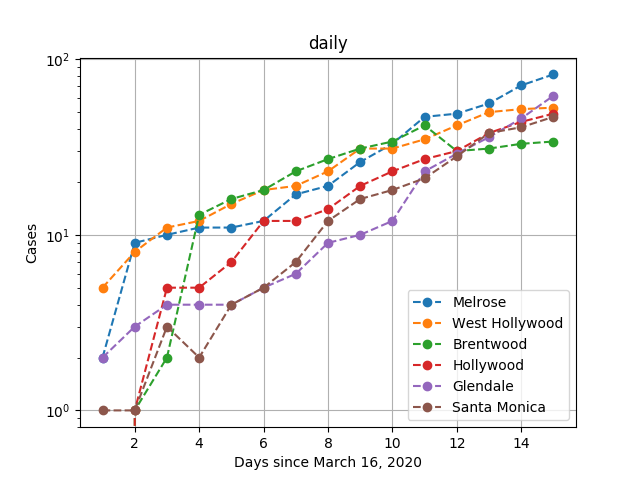 daily
Cases
10²
10¹
10⁰
2 4 6 8 10 12 14
Days since March 16, 2020
Melrose
West Hollywood
Brentwood
Hollywood
Glendale
Santa Monica